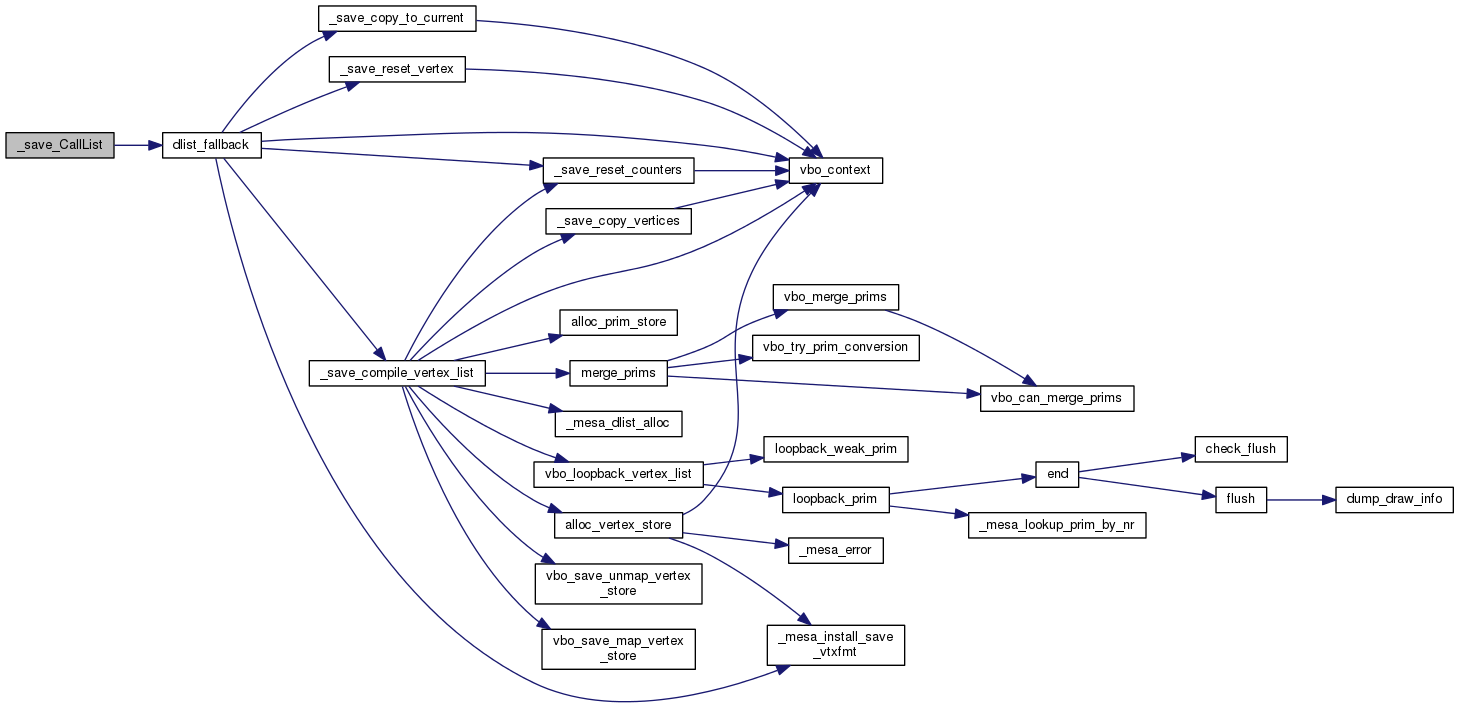 _save_copy_to_current
_save_reset_vertex
_save_CallList
dlist_fallback
_save_reset_counters
vbo_context
_save_copy_vertices
vbo_merge_prims
alloc_prim_store
vbo_try_prim_conversion
_save_compile_vertex_list
merge_prims
vbo_can_merge_prims
_mesa_dlist_alloc
loopback_weak_prim
check_flush
vbo_loopback_vertex_list
end
loopback_prim
flush
dump_draw_info
alloc_vertex_store
_mesa_lookup_prim_by_nr
_mesa_error
vbo_save_unmap_vertex
_store
_mesa_install_save
_vtxfmt
vbo_save_map_vertex
_store